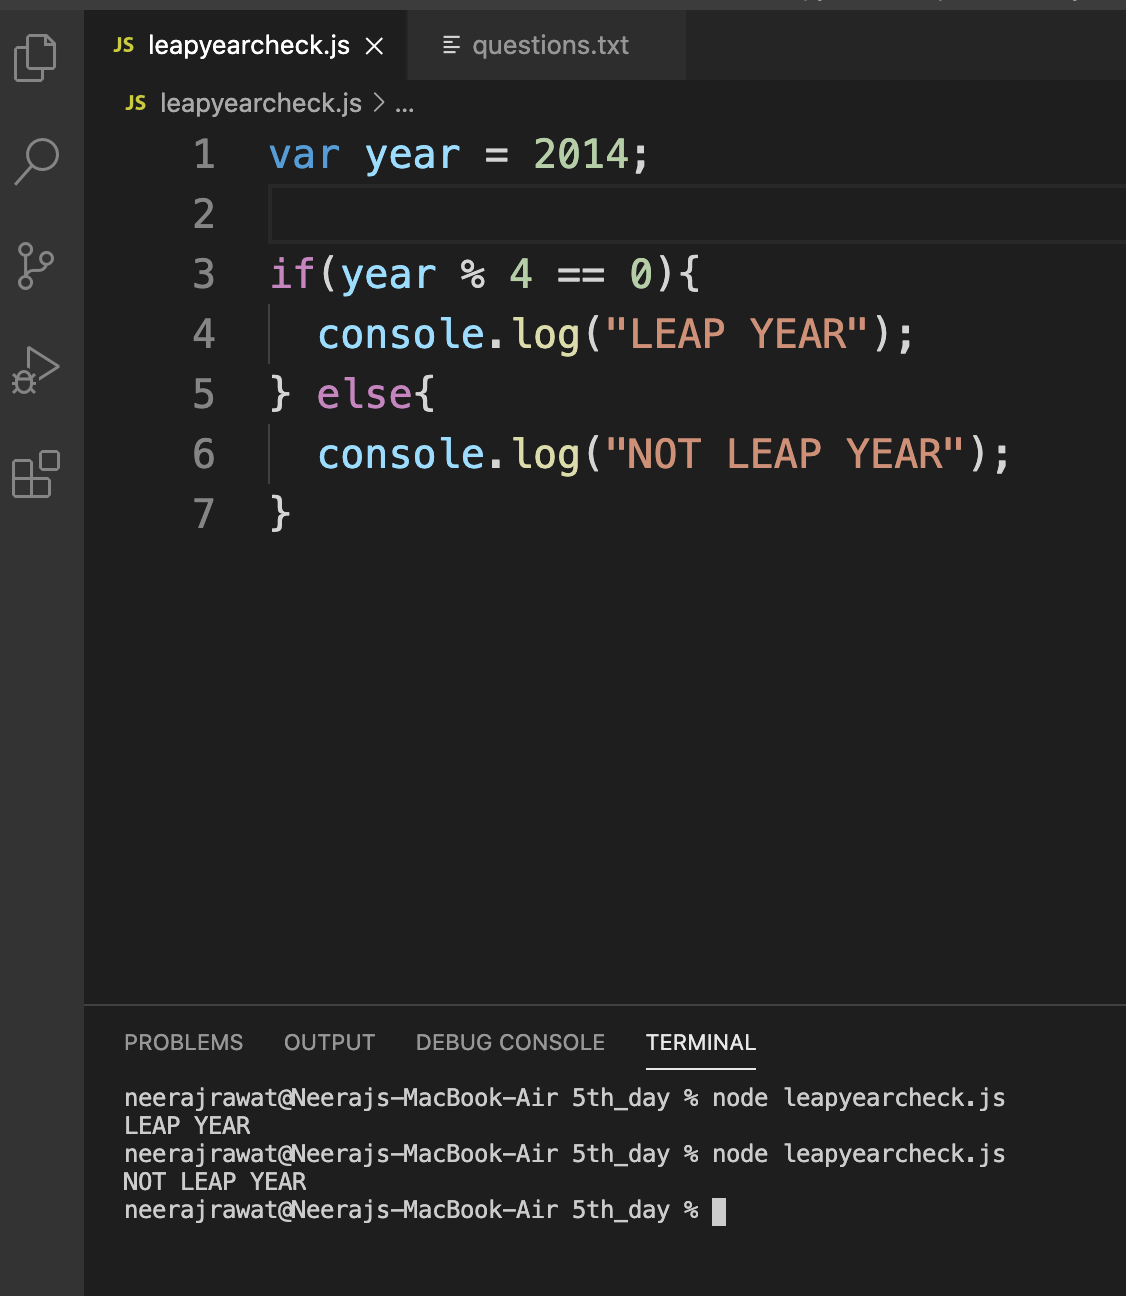 JS leapyearcheck.js × questions.txt
JS leapyearcheck.js > ...
1 var year = 2014;
2
3 if(year % 4 == 0){
4 console.log("LEAP YEAR");
5 } else{
6 console.log("NOT LEAP YEAR");
7 }
PROBLEMS OUTPUT DEBUG CONSOLE TERMINAL
neerajrawat@Neerajs-MacBook-Air 5th_day % node leapyearcheck.js
LEAP YEAR
neerajrawat@Neerajs-MacBook-Air 5th_day % node leapyearcheck.js
NOT LEAP YEAR
neerajrawat@Neerajs-MacBook-Air 5th_day %